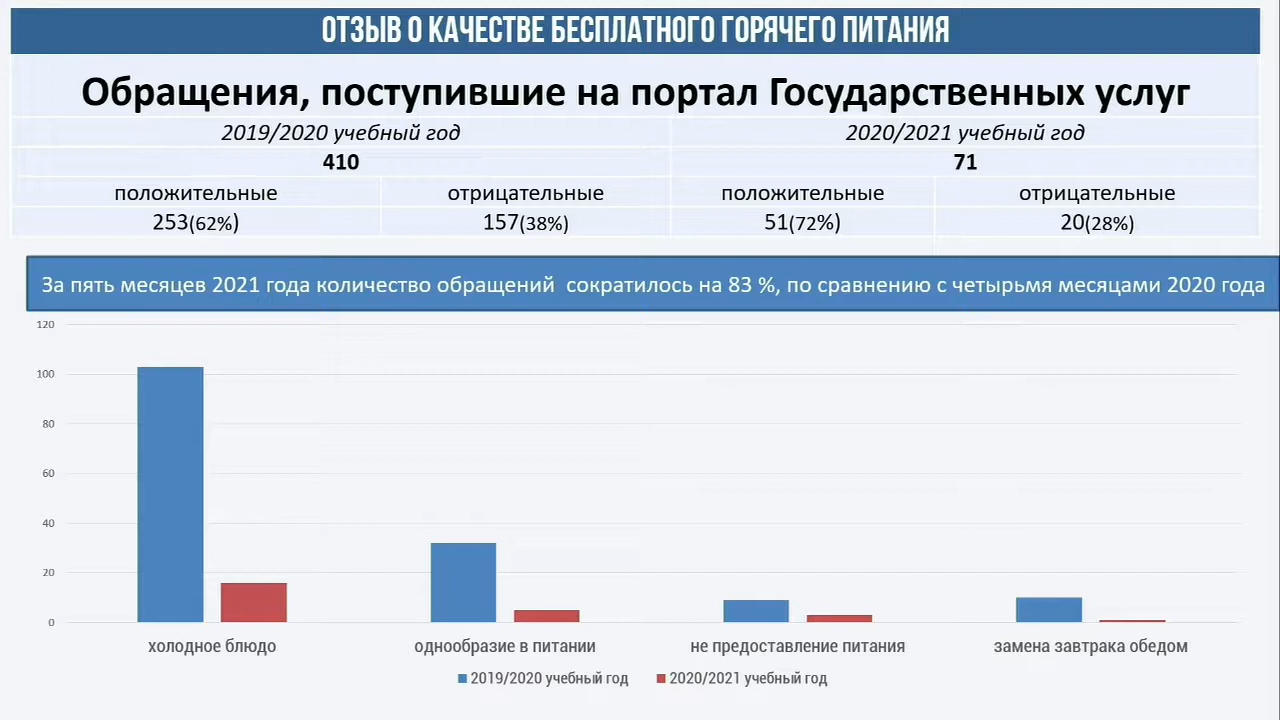 ОТЗЫВ О КАЧЕСТВЕ БЕСПЛАТНОГО ГОРЯЧЕГО ПИТАНИЯ
Обращения, поступившие на портал Государственных услуг
2019/2020 учебный год 2020/2021 учебный год
410 71
положительные отрицательные положительные отрицательные
253(62%) 157(38%) 51(72%) 20(28%)
За пять месяцев 2021 года количество обращений сократилось на 83 %, по сравнению с четырьмя месяцами 2020 года
120
100
80
60
40
20
0
холодное блюдо однообразие в питании не предоставление питания замена завтрака обедом
2019/2020 учебный год 2020/2021 учебный год